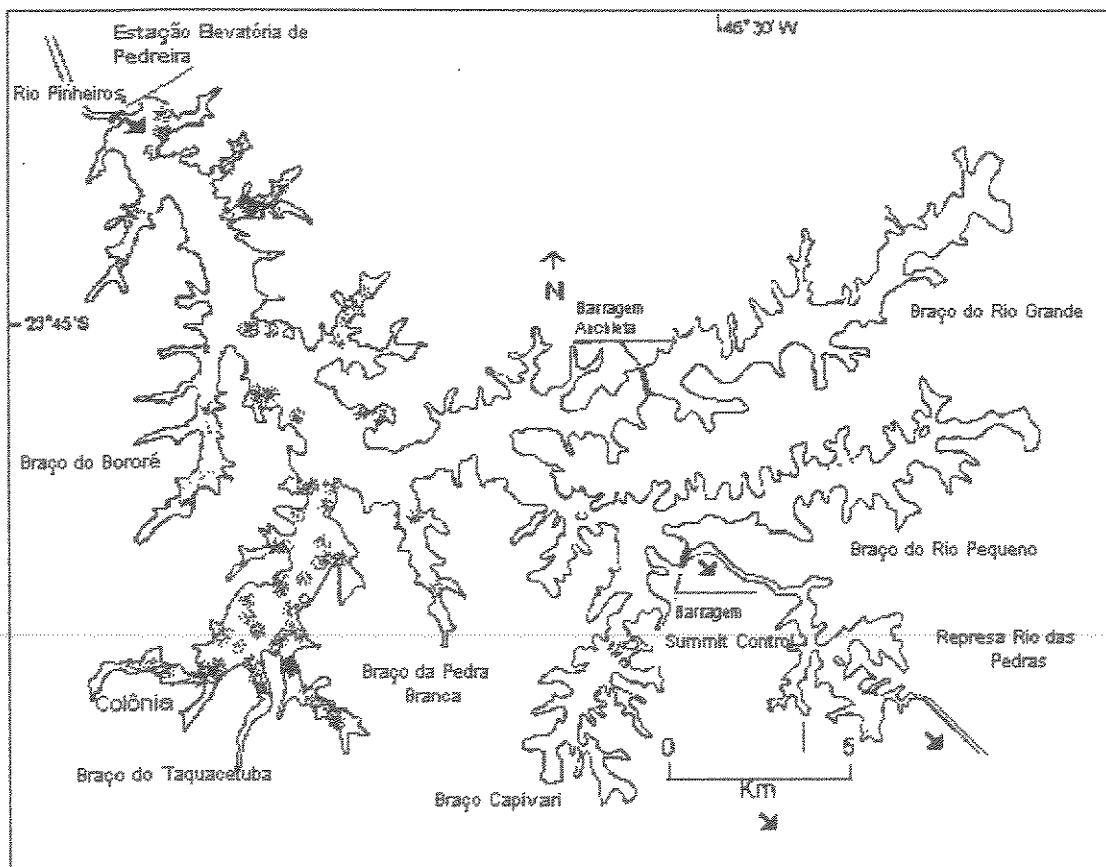 46° 30' W
Estação Elevatória de
Pedreira
Rio Pinheiros
N
Barragem
Anchieta
23°45'S
Braço do Rio Grande
Braço do Bororé
Braço do Rio Pequeno
Barragem
Summit Control
Represa Rio das
Pedras
Braço da Pedra
Branca
Colônia
Braço do Taquacetuba
0 5
Km
Braço Capivari